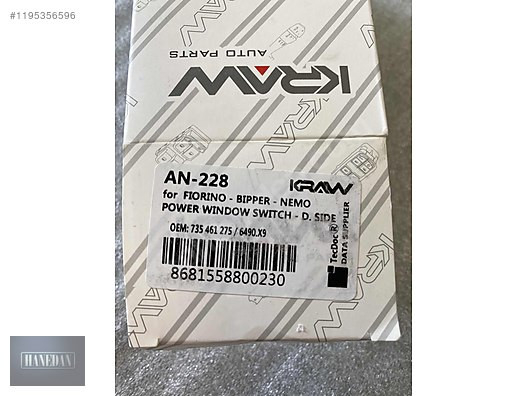 #1195356596
KRAW
AUTO PARTS
AN-228
KRAW
for FIORINO - BIPPER - NEMO
POWER WINDOW SWITCH - D. SIDE
OEM: 735 461 275 / 6490.X9
8681558800230
TecDoc®
DATA SUPPLIER
HANEDAN